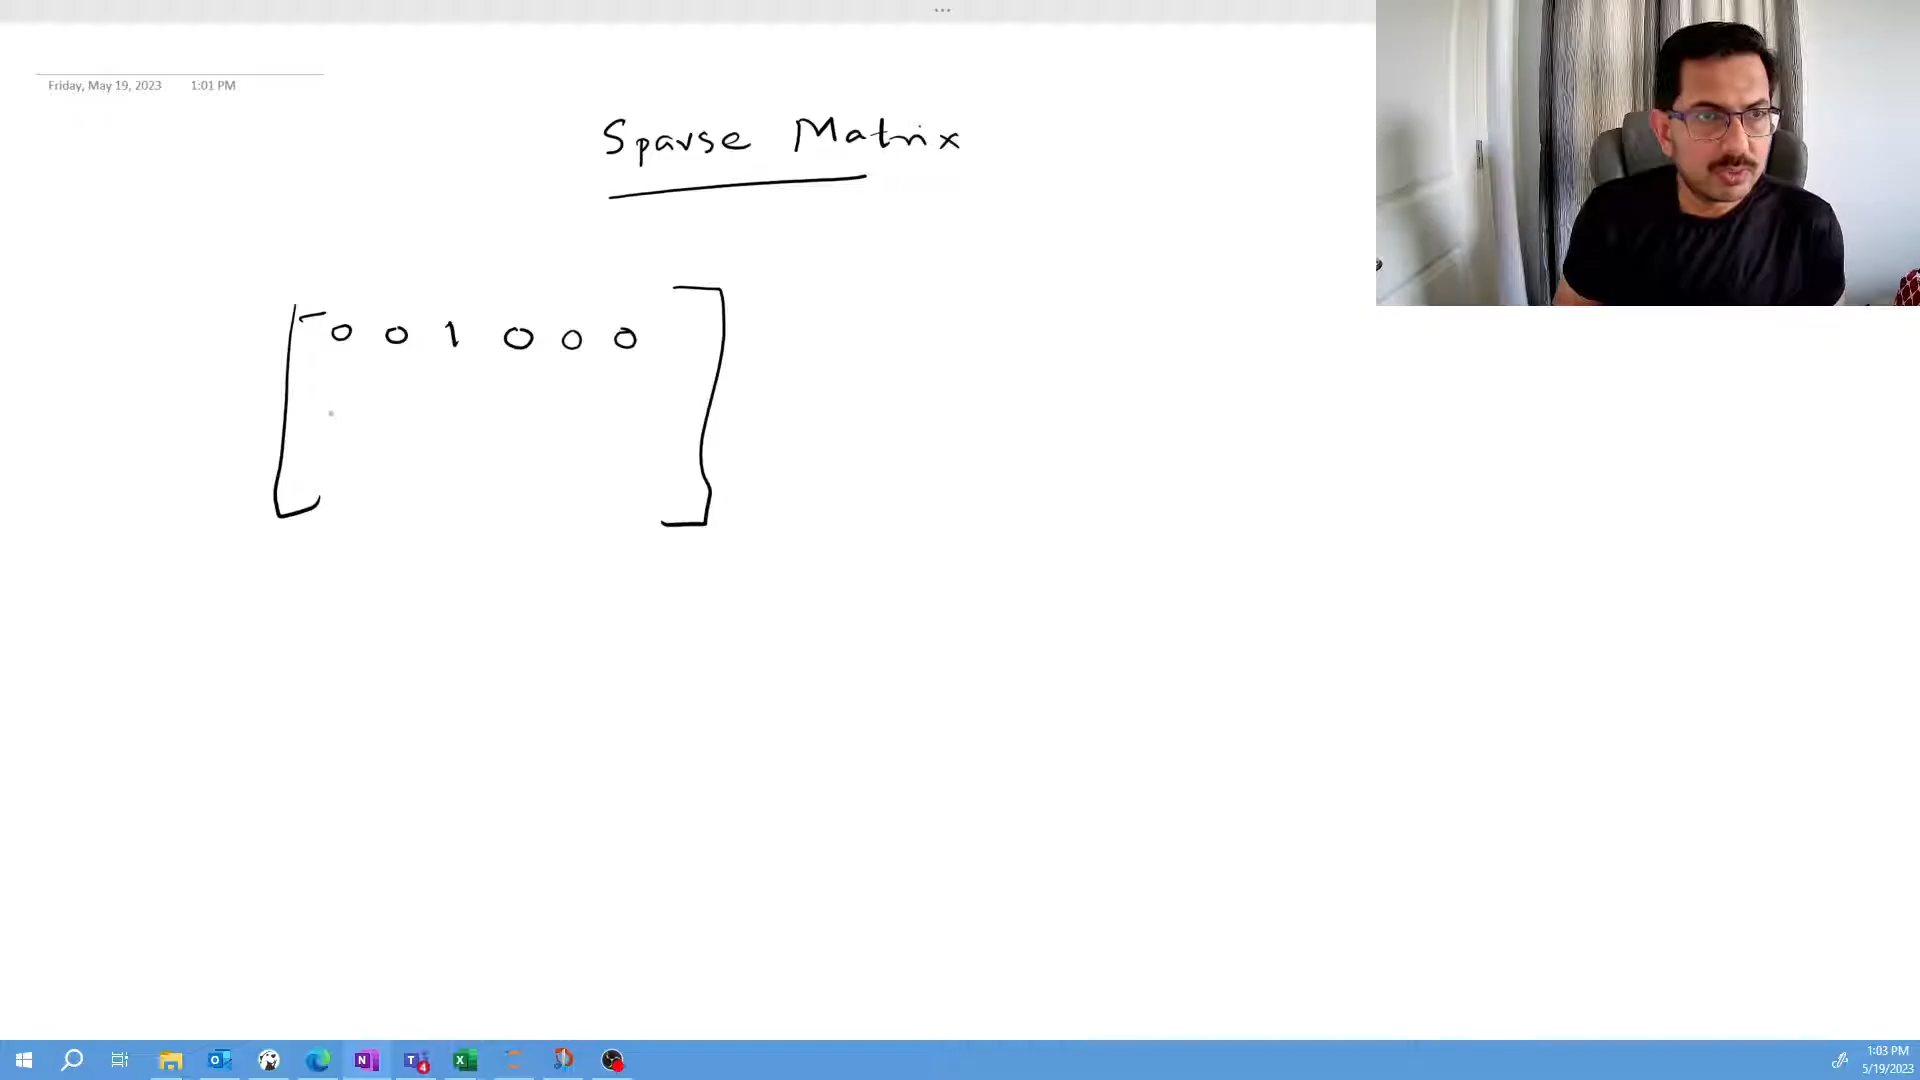 ...
Friday, May 19, 2023 1:01 PM
Sparse Matrix
0 0 1 0 0 0
4
1:03 PM
5/19/2023